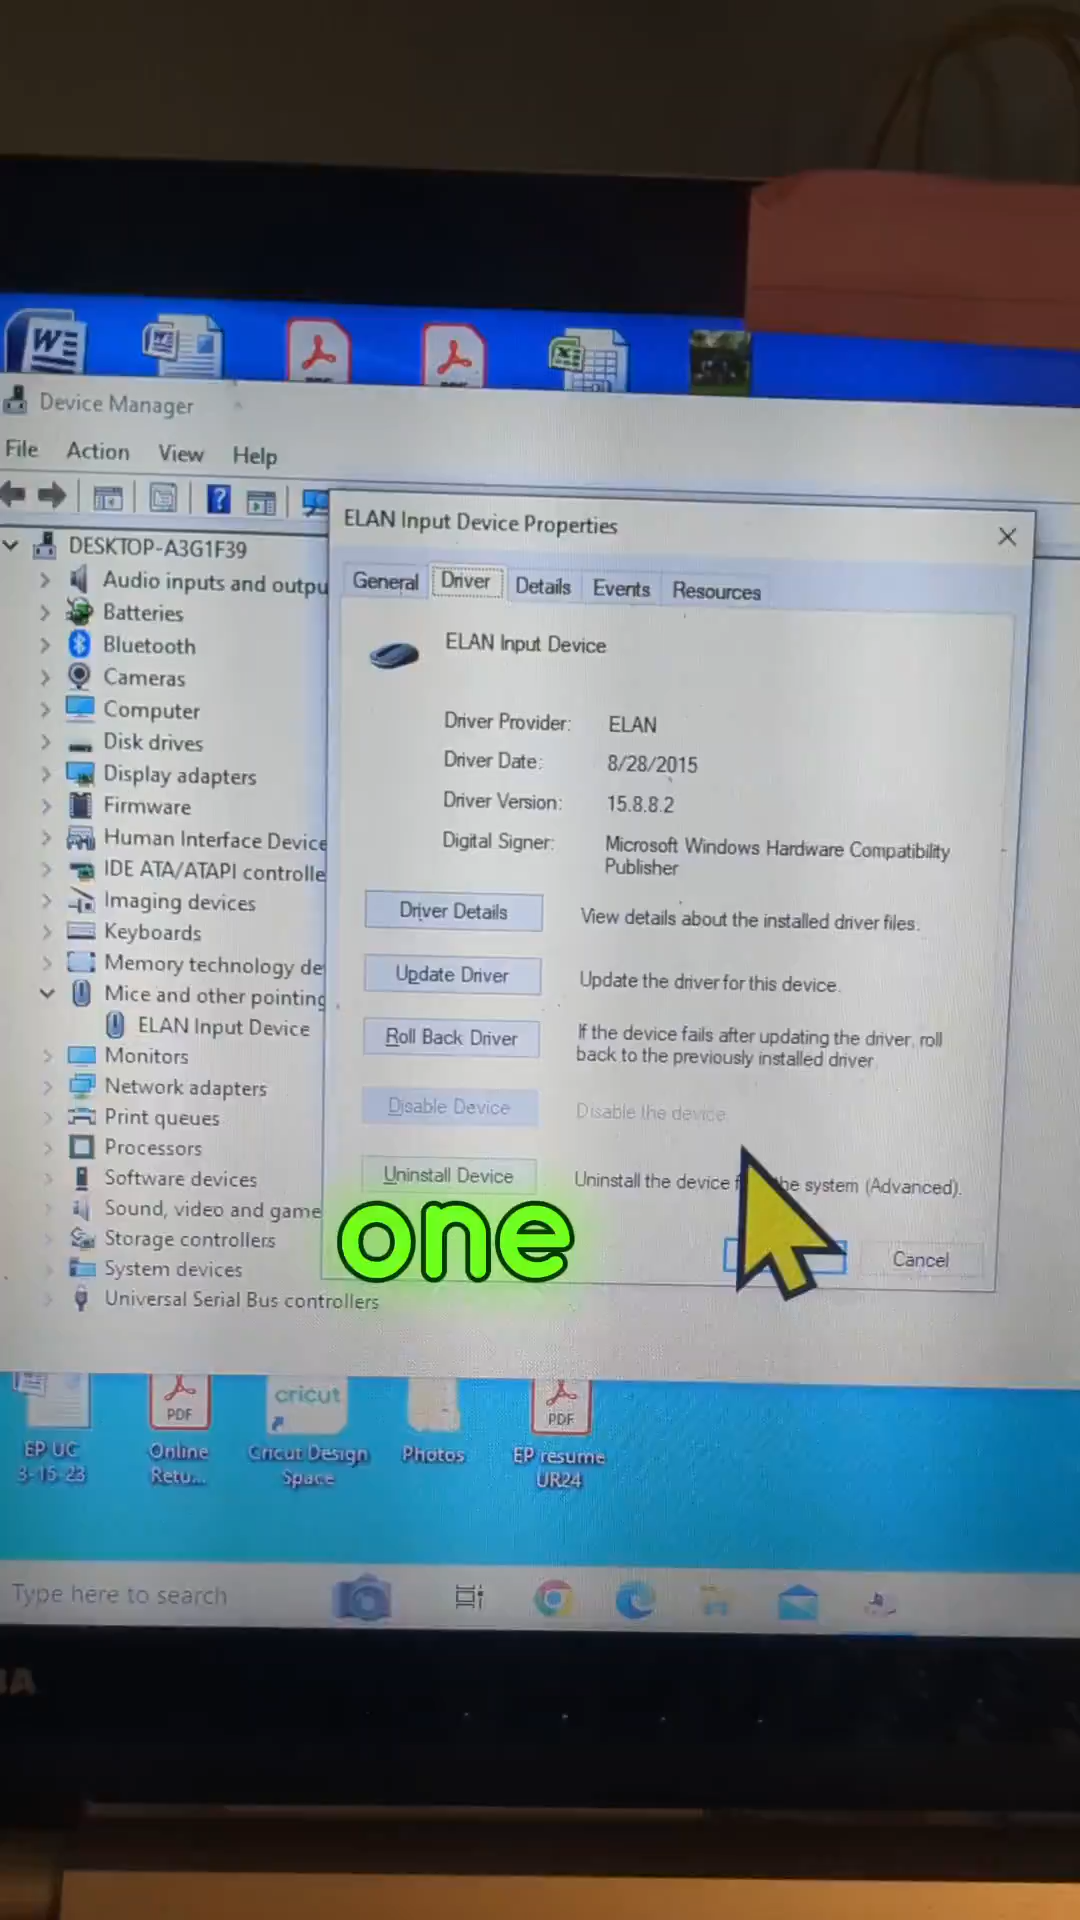 Device Manager
File Action View Help
DESKTOP-A3G1F39
Audio inputs and outpu
Batteries
Bluetooth
Cameras
Computer
Disk drives
Display adapters
Firmware
Human Interface Device
IDE ATA/ATAPI controlle
Imaging devices
Keyboards
Memory technology de
Mice and other pointing
ELAN Input Device
Monitors
Network adapters
Print queues
Processors
Software devices
Sound, video and game
Storage controllers
System devices
Universal Serial Bus controllers
ELAN Input Device Properties
General Driver Details Events Resources
ELAN Input Device
Driver Provider: ELAN
Driver Date: 8/28/2015
Driver Version: 15.8.8.2
Digital Signer: Microsoft Windows Hardware Compatibility
Publisher
Driver Details View details about the installed driver files.
Update Driver Update the driver for this device.
Roll Back Driver If the device fails after updating the driver, roll
back to the previously installed driver.
Disable Device Disable the device.
Uninstall Device Uninstall the device the system (Advanced).
one
Cancel
cricut
PDF
PDF
EP UC
3-15-23
Online
Retu...
Cricut Design
Space
Photos
EP resume
UR24
Type here to search